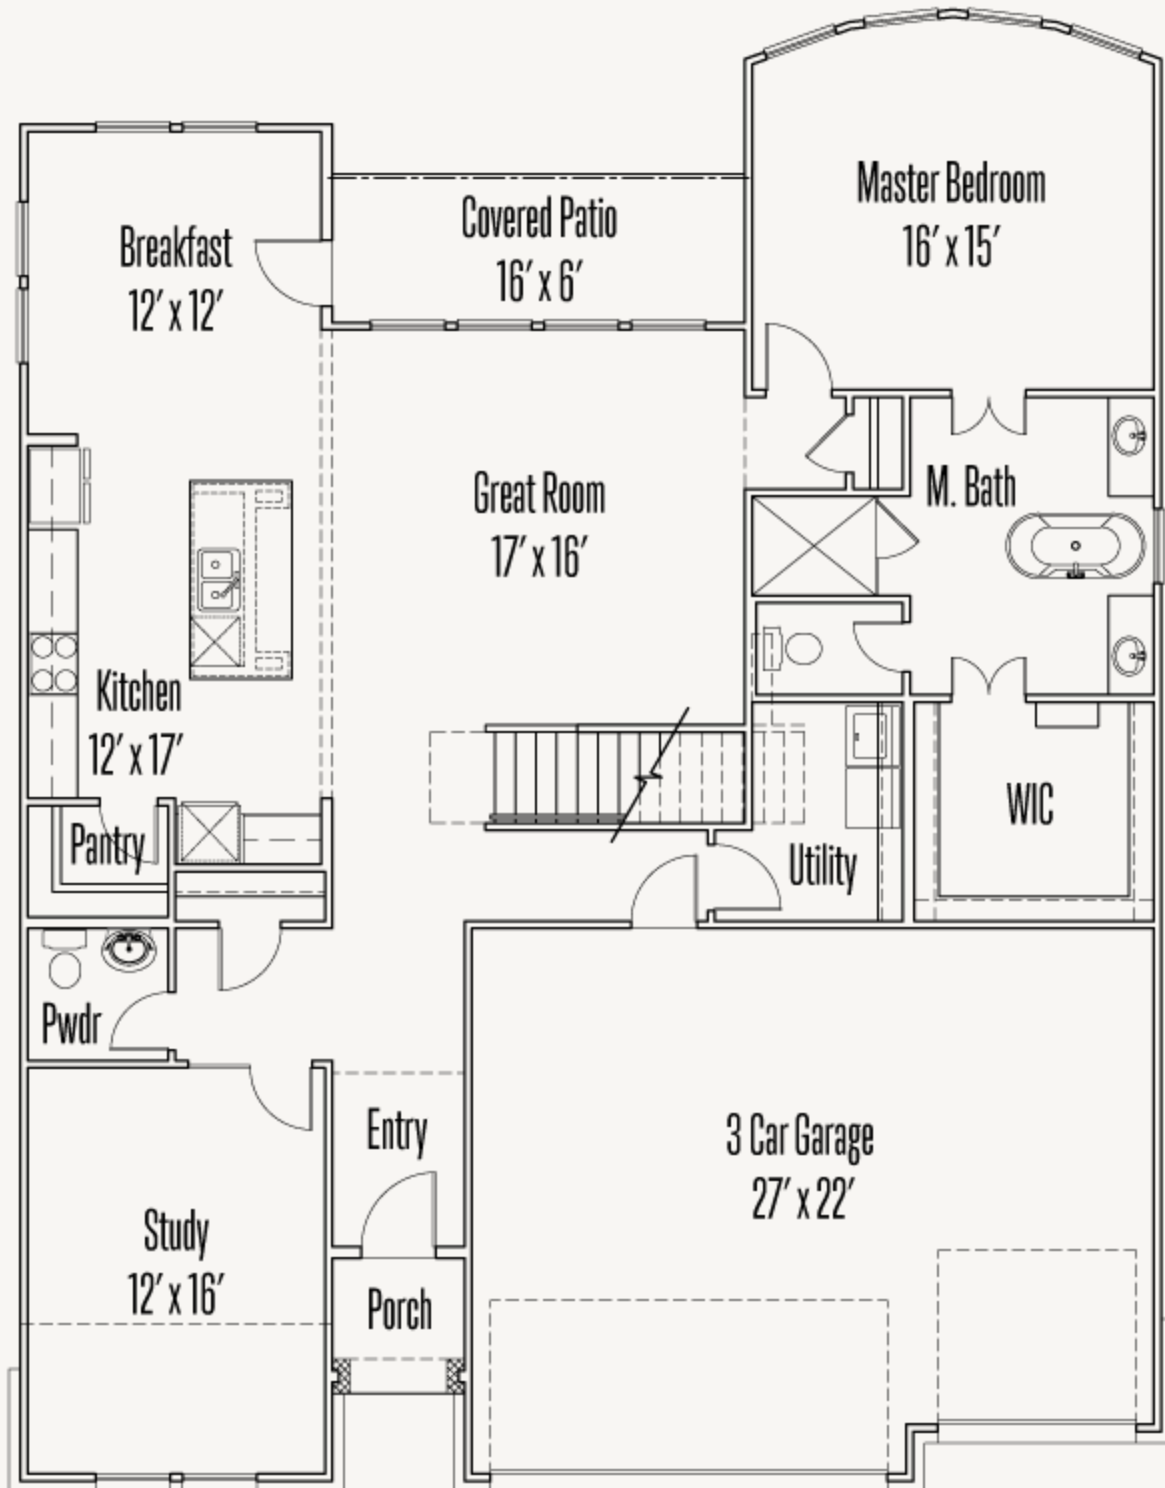 Master Bedroom
16′ x 15′
Covered Patio
16′ x 6′
Breakfast
12′ x 12′
Great Room
17′ x 16′
M. Bath
Kitchen
12′ x 17′
WIC
Pantry
Utility
Pwdr
Entry
3 Car Garage
27′ x 22′
Study
12′ x 16′
Porch